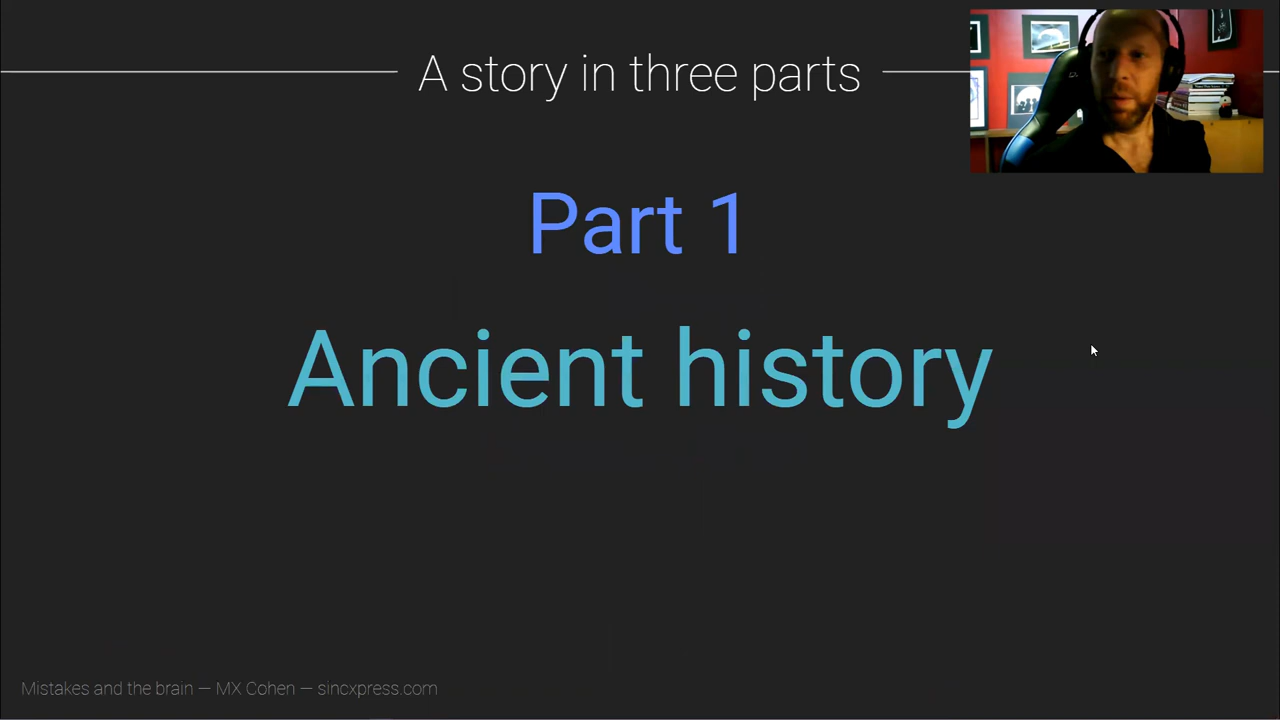 A story in three parts
Part 1
Ancient history
Mistakes and the brain — MX Cohen — sincxpress.com